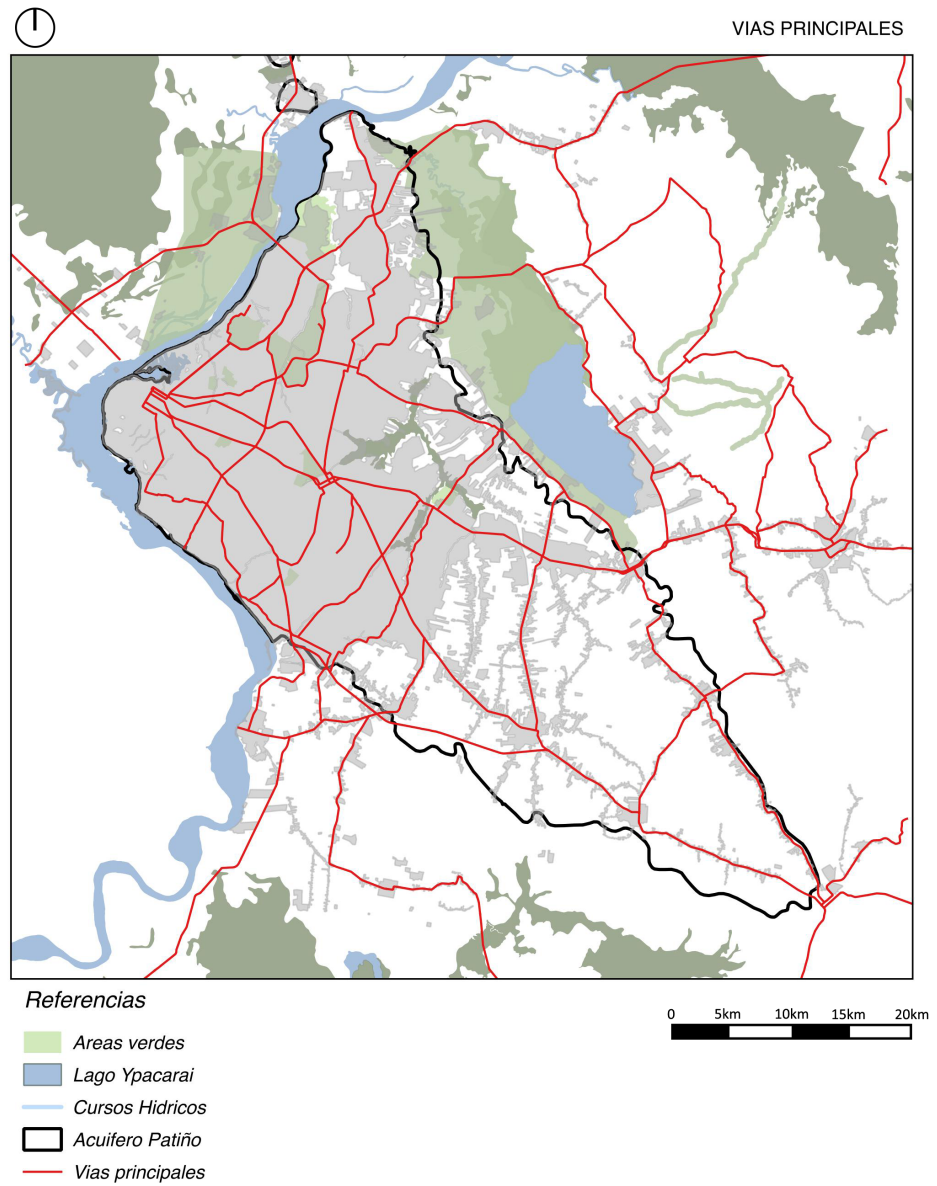 VIAS PRINCIPALES
Referencias
Areas verdes
Lago Ypacarai
Cursos Hidricos
Acuifero Patiño
Vias principales
0 5km 10km 15km 20km